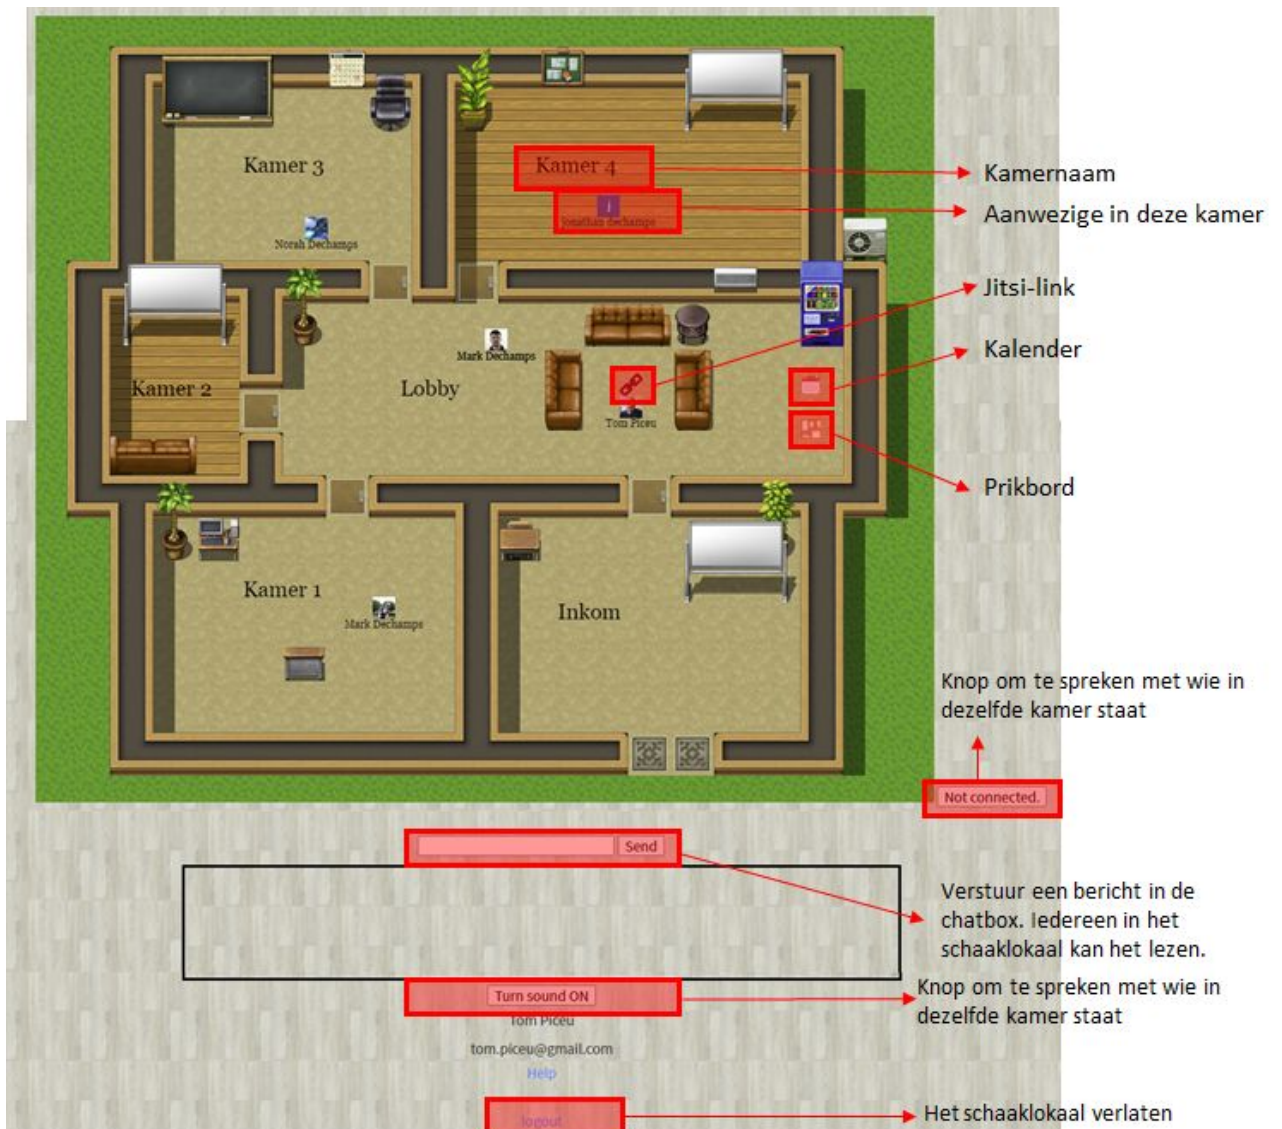 Kamer 3
Kamer 4
Kamernaam
Jonathan dechamps
Aanwezige in deze kamer
Norah Dechamps
Jitsi-link
Mark Dechamps
Kalender
Kamer 2
Lobby
Tom Piceu
Prikbord
Kamer 1
Mark Dechamps
Inkom
Knop om te spreken met wie in
dezelfde kamer staat
Not connected.
Send
Verstuur een bericht in de
chatbox. Iedereen in het
schaaklokaal kan het lezen.
Turn sound ON
Knop om te spreken met wie in
dezelfde kamer staat
Tom Piceu
tom.piceu@gmail.com
Help
logout
Het schaaklokaal verlaten